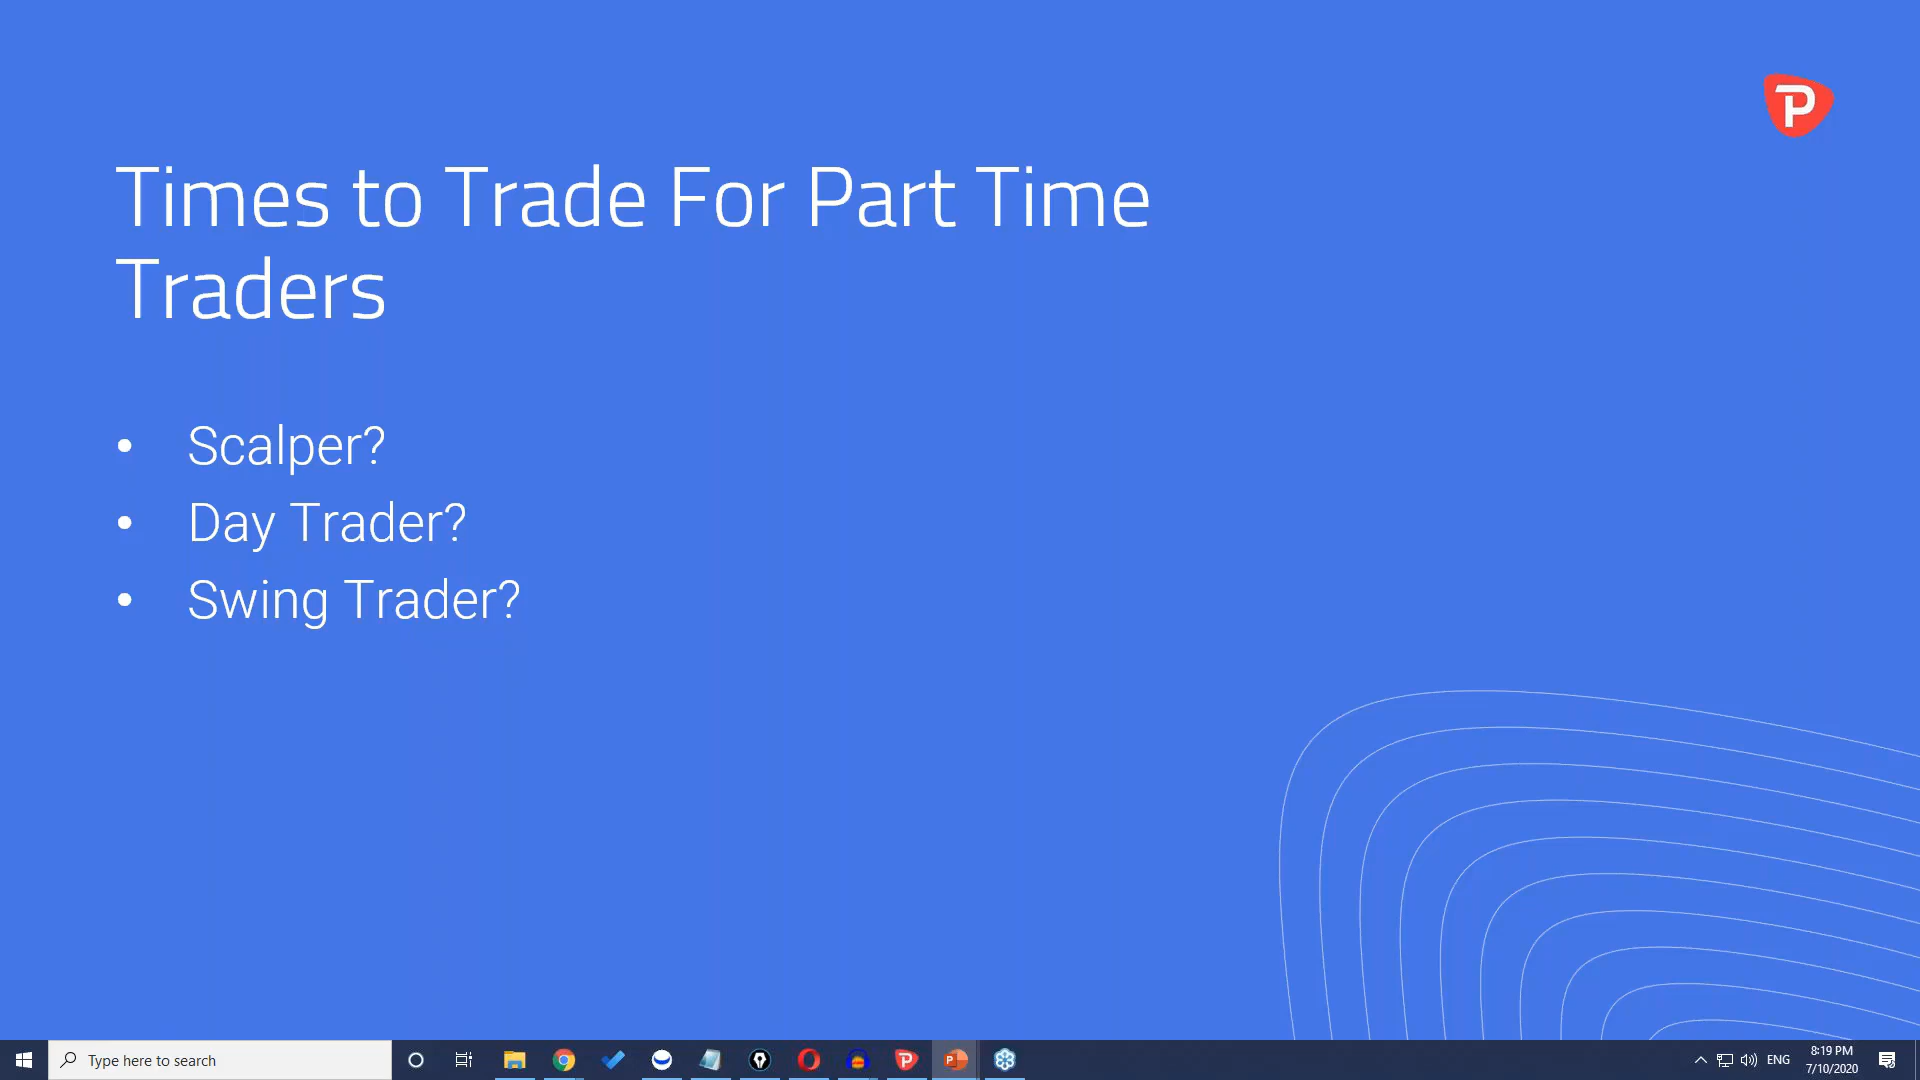 P
Times to Trade For Part Time
Traders
• Scalper?
• Day Trader?
• Swing Trader?
Type here to search
ENG
8:19 PM
7/10/2020